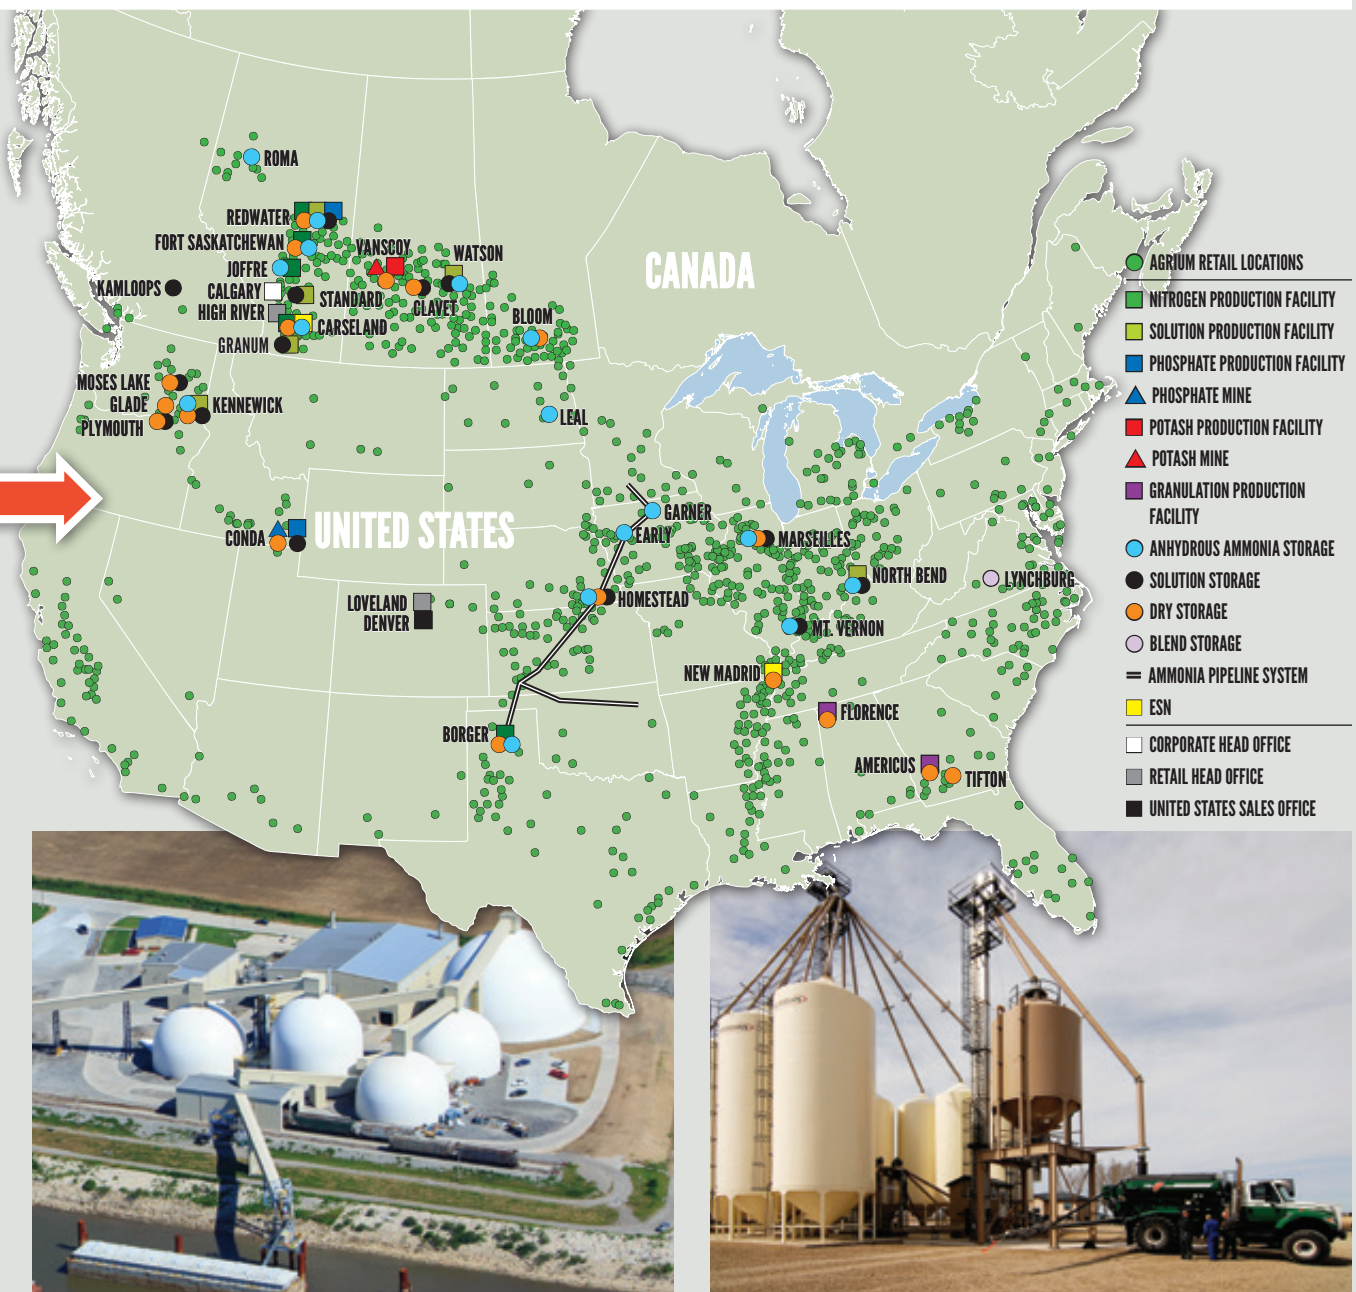 ROMA
REDWATER
FORT SASKATCHEWAN
VANSCOY
WATSON
JOFFRE
KAMLOOPS
CALGARY
STANDARD
CLAVET
HIGH RIVER
CARSELAND
BLOOM
GRANUM
CANADA
MOSES LAKE
GLADE
KENNEWICK
PLYMOUTH
LEAL
GARNER
EARLY
UNITED STATES
CONDA
MARSEILLES
NORTH BEND
LYNCHBURG
LOVELAND
DENVER
HOMESTEAD
MT. VERNON
NEW MADRID
FLORENCE
BORGER
AMERICUS
TIFTON
AGRIUM RETAIL LOCATIONS
NITROGEN PRODUCTION FACILITY
SOLUTION PRODUCTION FACILITY
PHOSPHATE PRODUCTION FACILITY
PHOSPHATE MINE
POTASH PRODUCTION FACILITY
POTASH MINE
GRANULATION PRODUCTION
FACILITY
ANHYDROUS AMMONIA STORAGE
SOLUTION STORAGE
DRY STORAGE
BLEND STORAGE
AMMONIA PIPELINE SYSTEM
ESN
CORPORATE HEAD OFFICE
RETAIL HEAD OFFICE
UNITED STATES SALES OFFICE